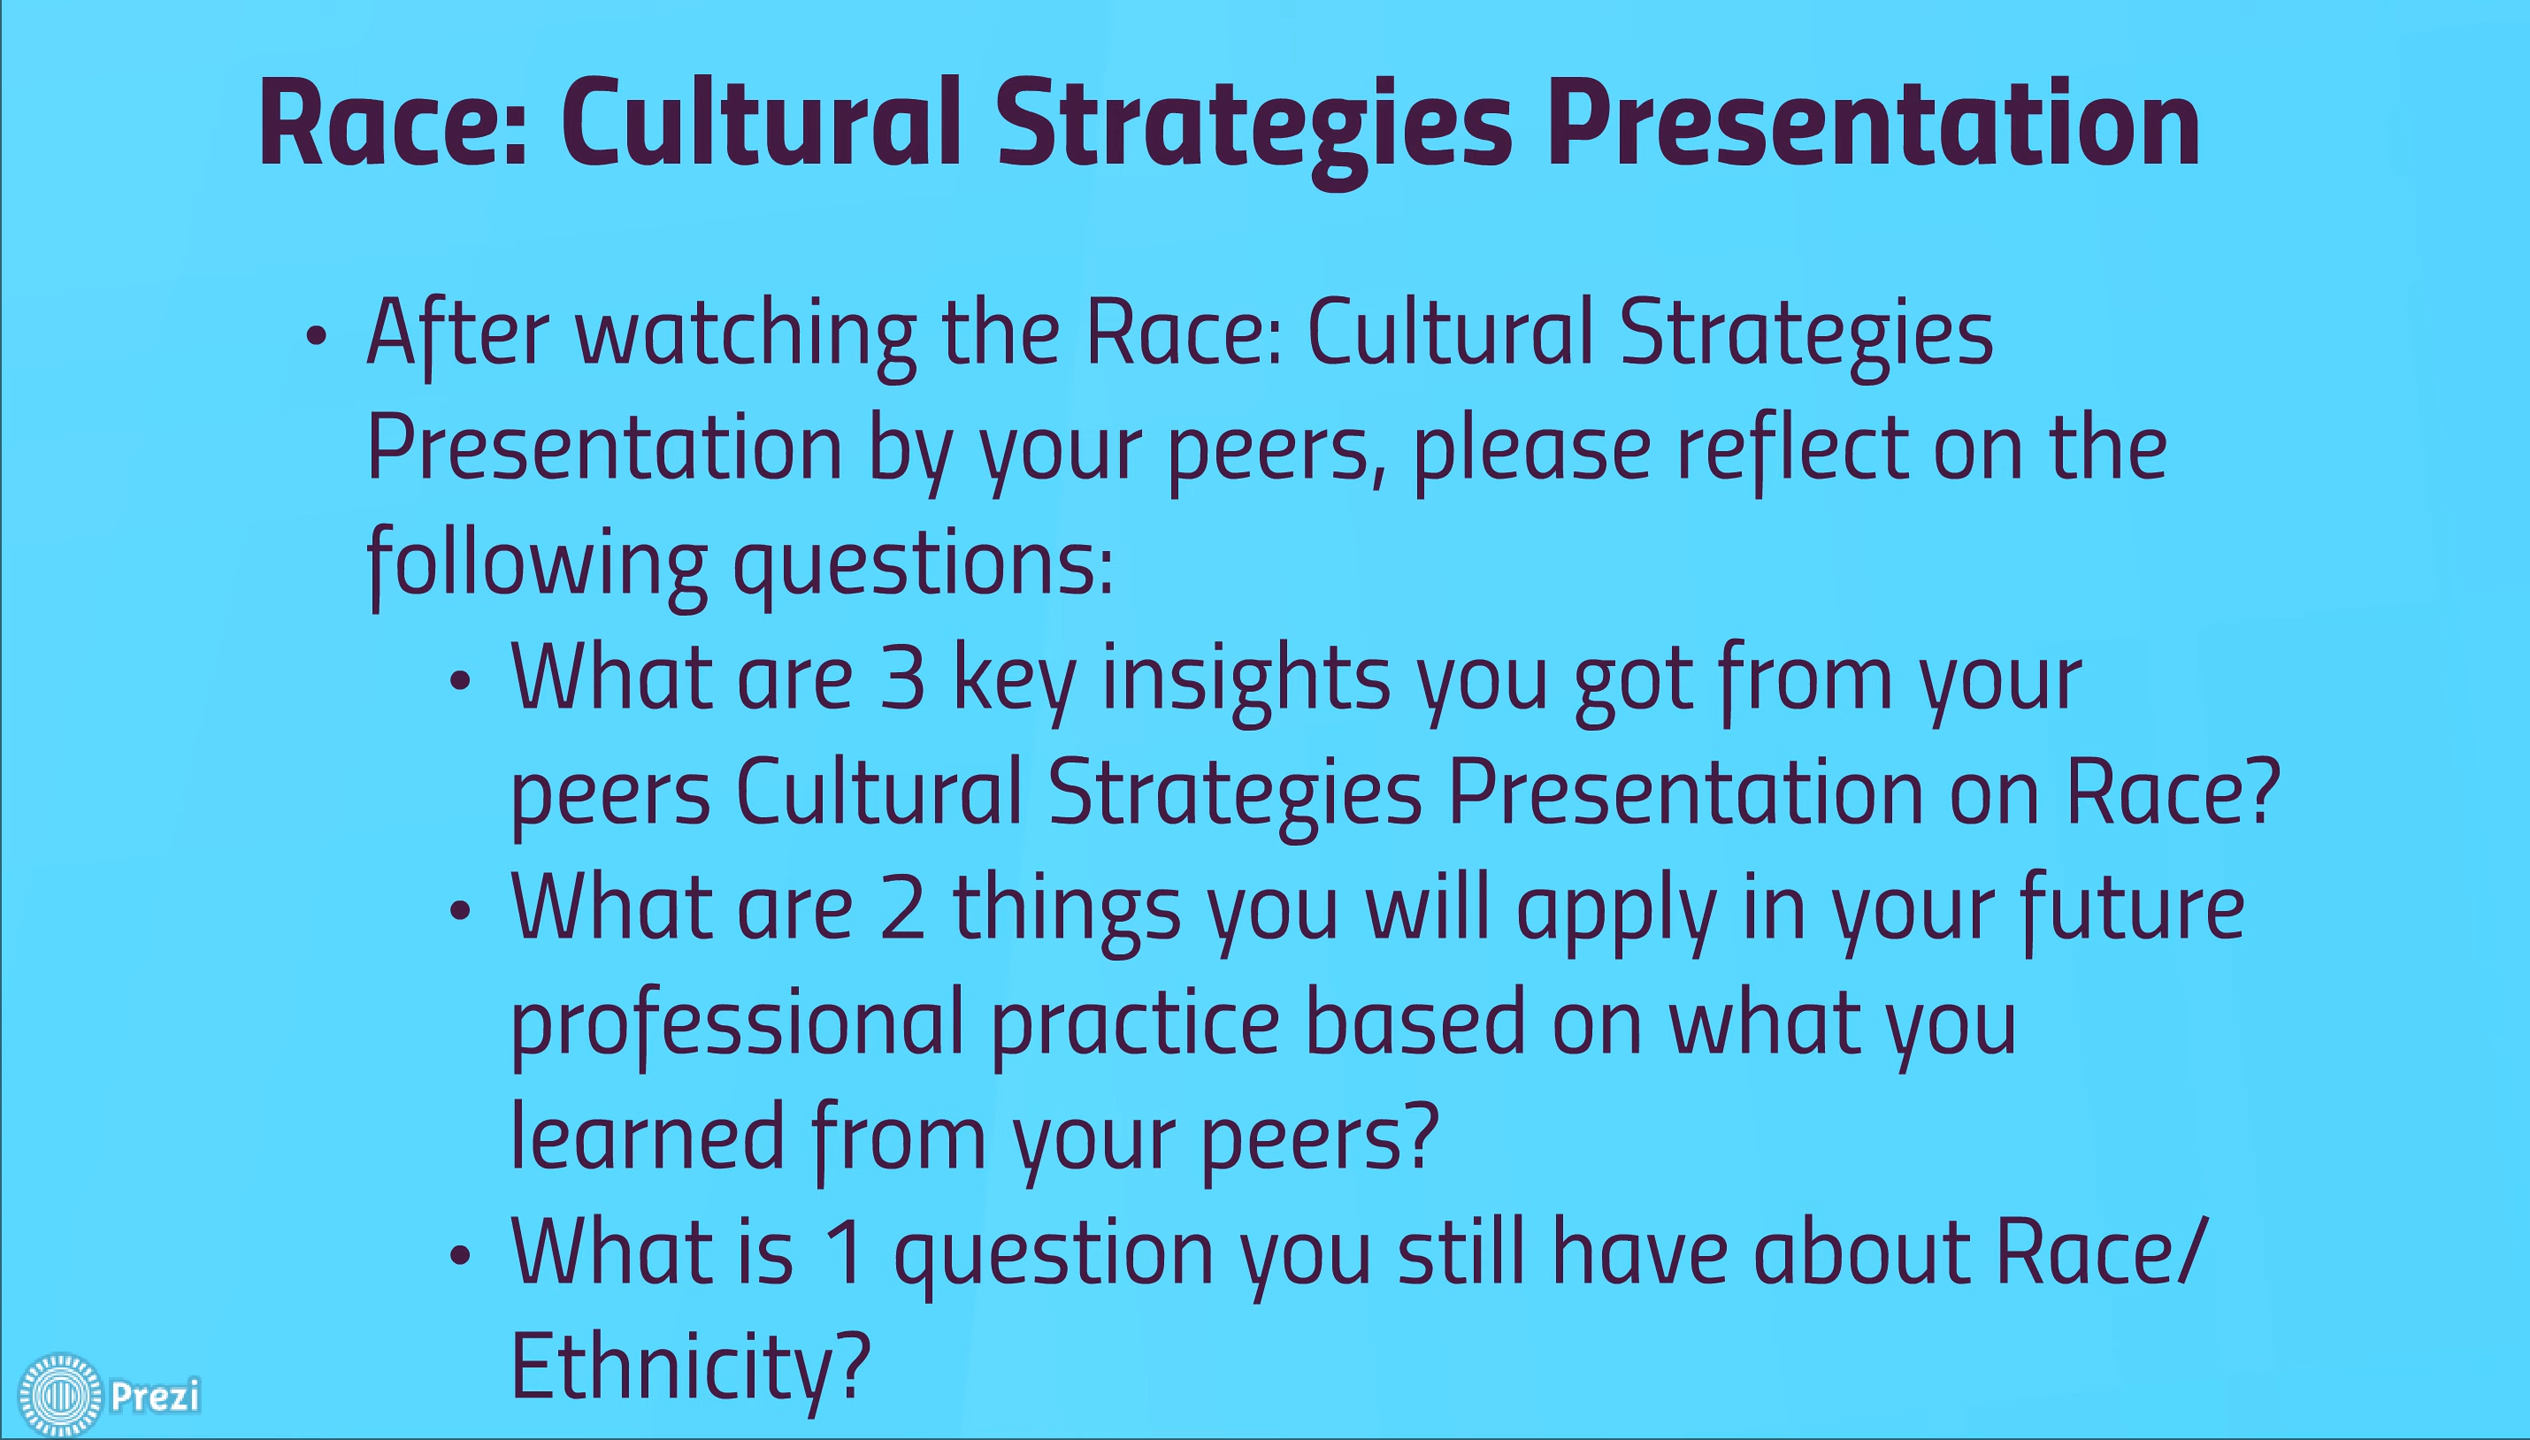 Race: Cultural Strategies Presentation
• After watching the Race: Cultural Strategies
Presentation by your peers, please reflect on the
following questions:
• What are 3 key insights you got from your
peers Cultural Strategies Presentation on Race?
• What are 2 things you will apply in your future
professional practice based on what you
learned from your peers?
• What is 1 question you still have about Race/
Ethnicity?
Prezi